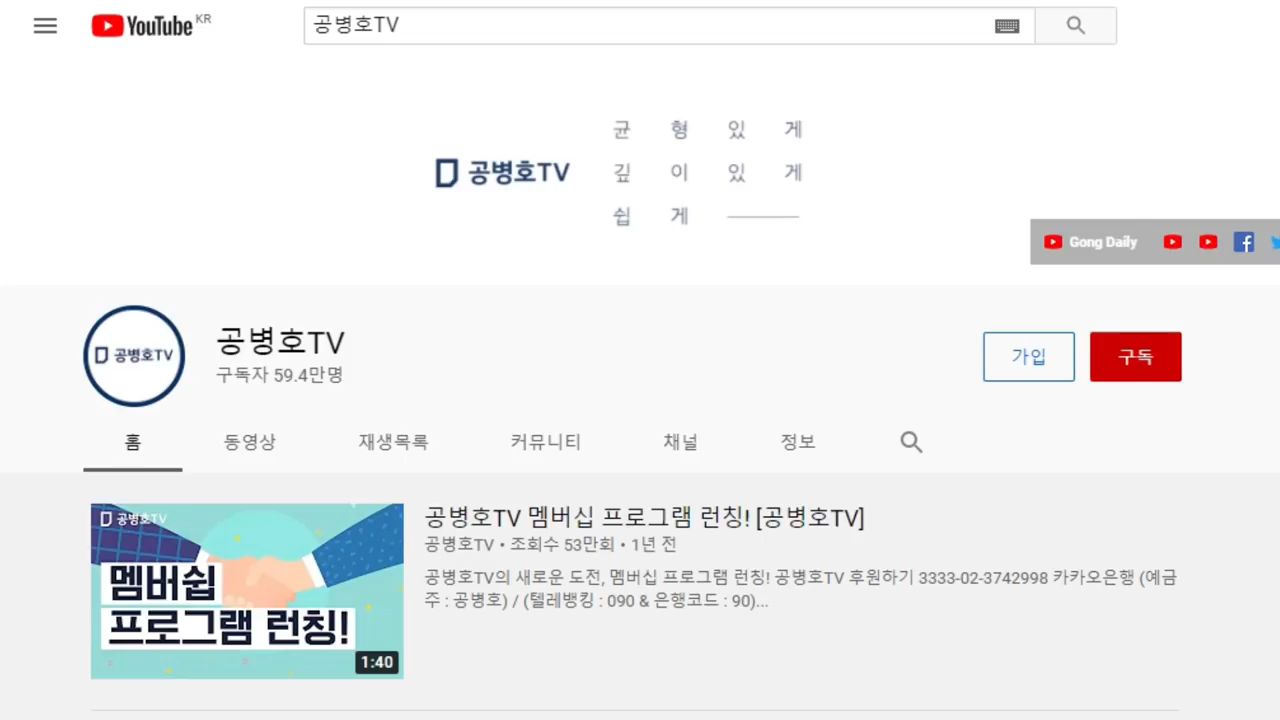 YouTube KR
공병호TV
균 형 있 게
공병호TV 깊 이 있 게
쉽 게
Gong Daily
공병호TV
공병호TV
구독자 59.4만명
가입
구독
홈 동영상 재생목록 커뮤니티 채널 정보
공병호TV
멤버쉽
프로그램 런칭!
1:40
공병호TV 멤버십 프로그램 런칭! [공병호TV]
공병호TV • 조회수 53만회 • 1년 전
공병호TV의 새로운 도전, 멤버십 프로그램 런칭! 공병호TV 후원하기 3333-02-3742998 카카오은행 (예금
주 : 공병호) / (텔레뱅킹 : 090 & 은행코드 : 90)...